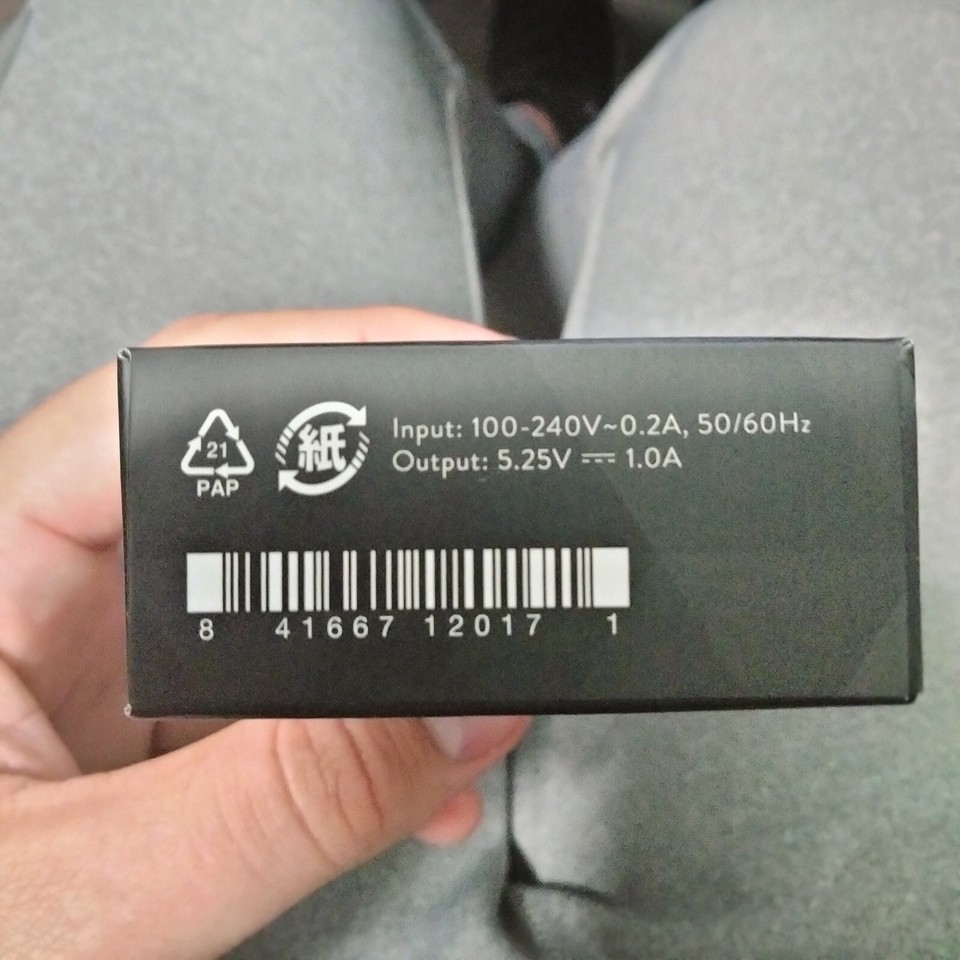 21
PAP
紙
Input: 100-240V~0.2A, 50/60Hz
Output: 5.25V ⎓ 1.0A
8 41667 12017 1